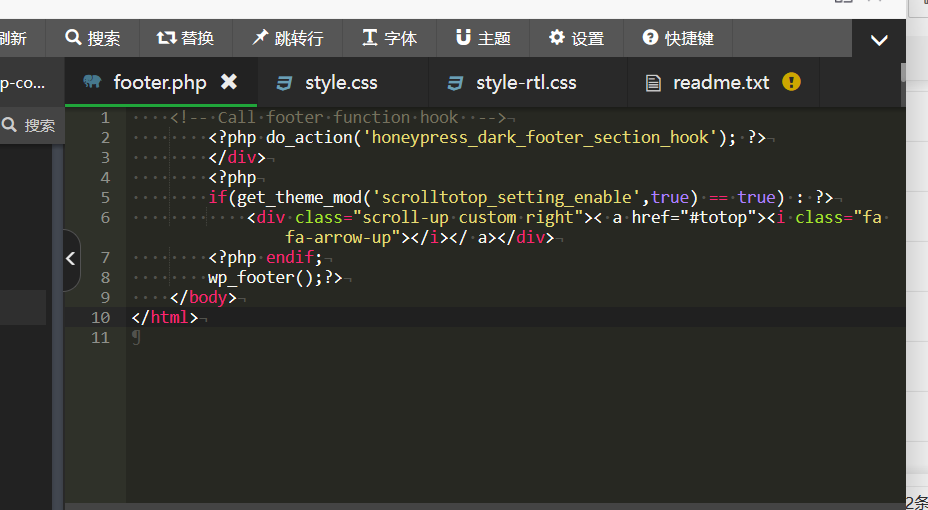 刷新 搜索 替换 跳转行 字体 主题 设置 快捷键
p-co... footer.php style.css style-rtl.css readme.txt
搜索
1 <!-- Call footer function hook -->
2 <?php do_action('honeypress_dark_footer_section_hook'); ?>
3 </div>
4 <?php
5 if(get_theme_mod('scrolltotop_setting_enable',true) == true) : ?>
6 <div class="scroll-up custom right">< a href="#totop"><i class="fa
fa-arrow-up"></i></ a></div>
7 <?php endif;
8 wp_footer();?>
9 </body>
10 </html>
11
2条